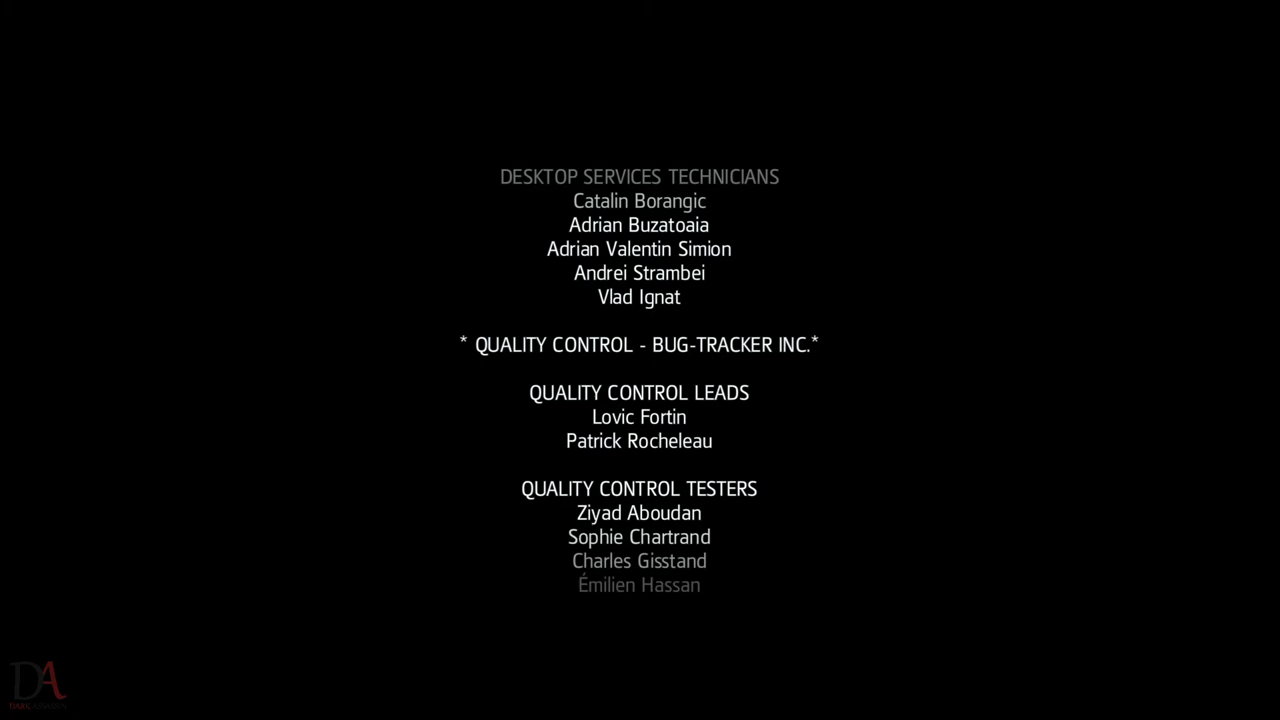 DESKTOP SERVICES TECHNICIANS
Catalin Borangic
Adrian Buzatoaia
Adrian Valentin Simion
Andrei Strambei
Vlad Ignat
* QUALITY CONTROL - BUG-TRACKER INC.*
QUALITY CONTROL LEADS
Lovic Fortin
Patrick Rocheleau
QUALITY CONTROL TESTERS
Ziyad Aboudan
Sophie Chartrand
Charles Gisstand
Émilien Hassan
DA
DARK ASSASSIN